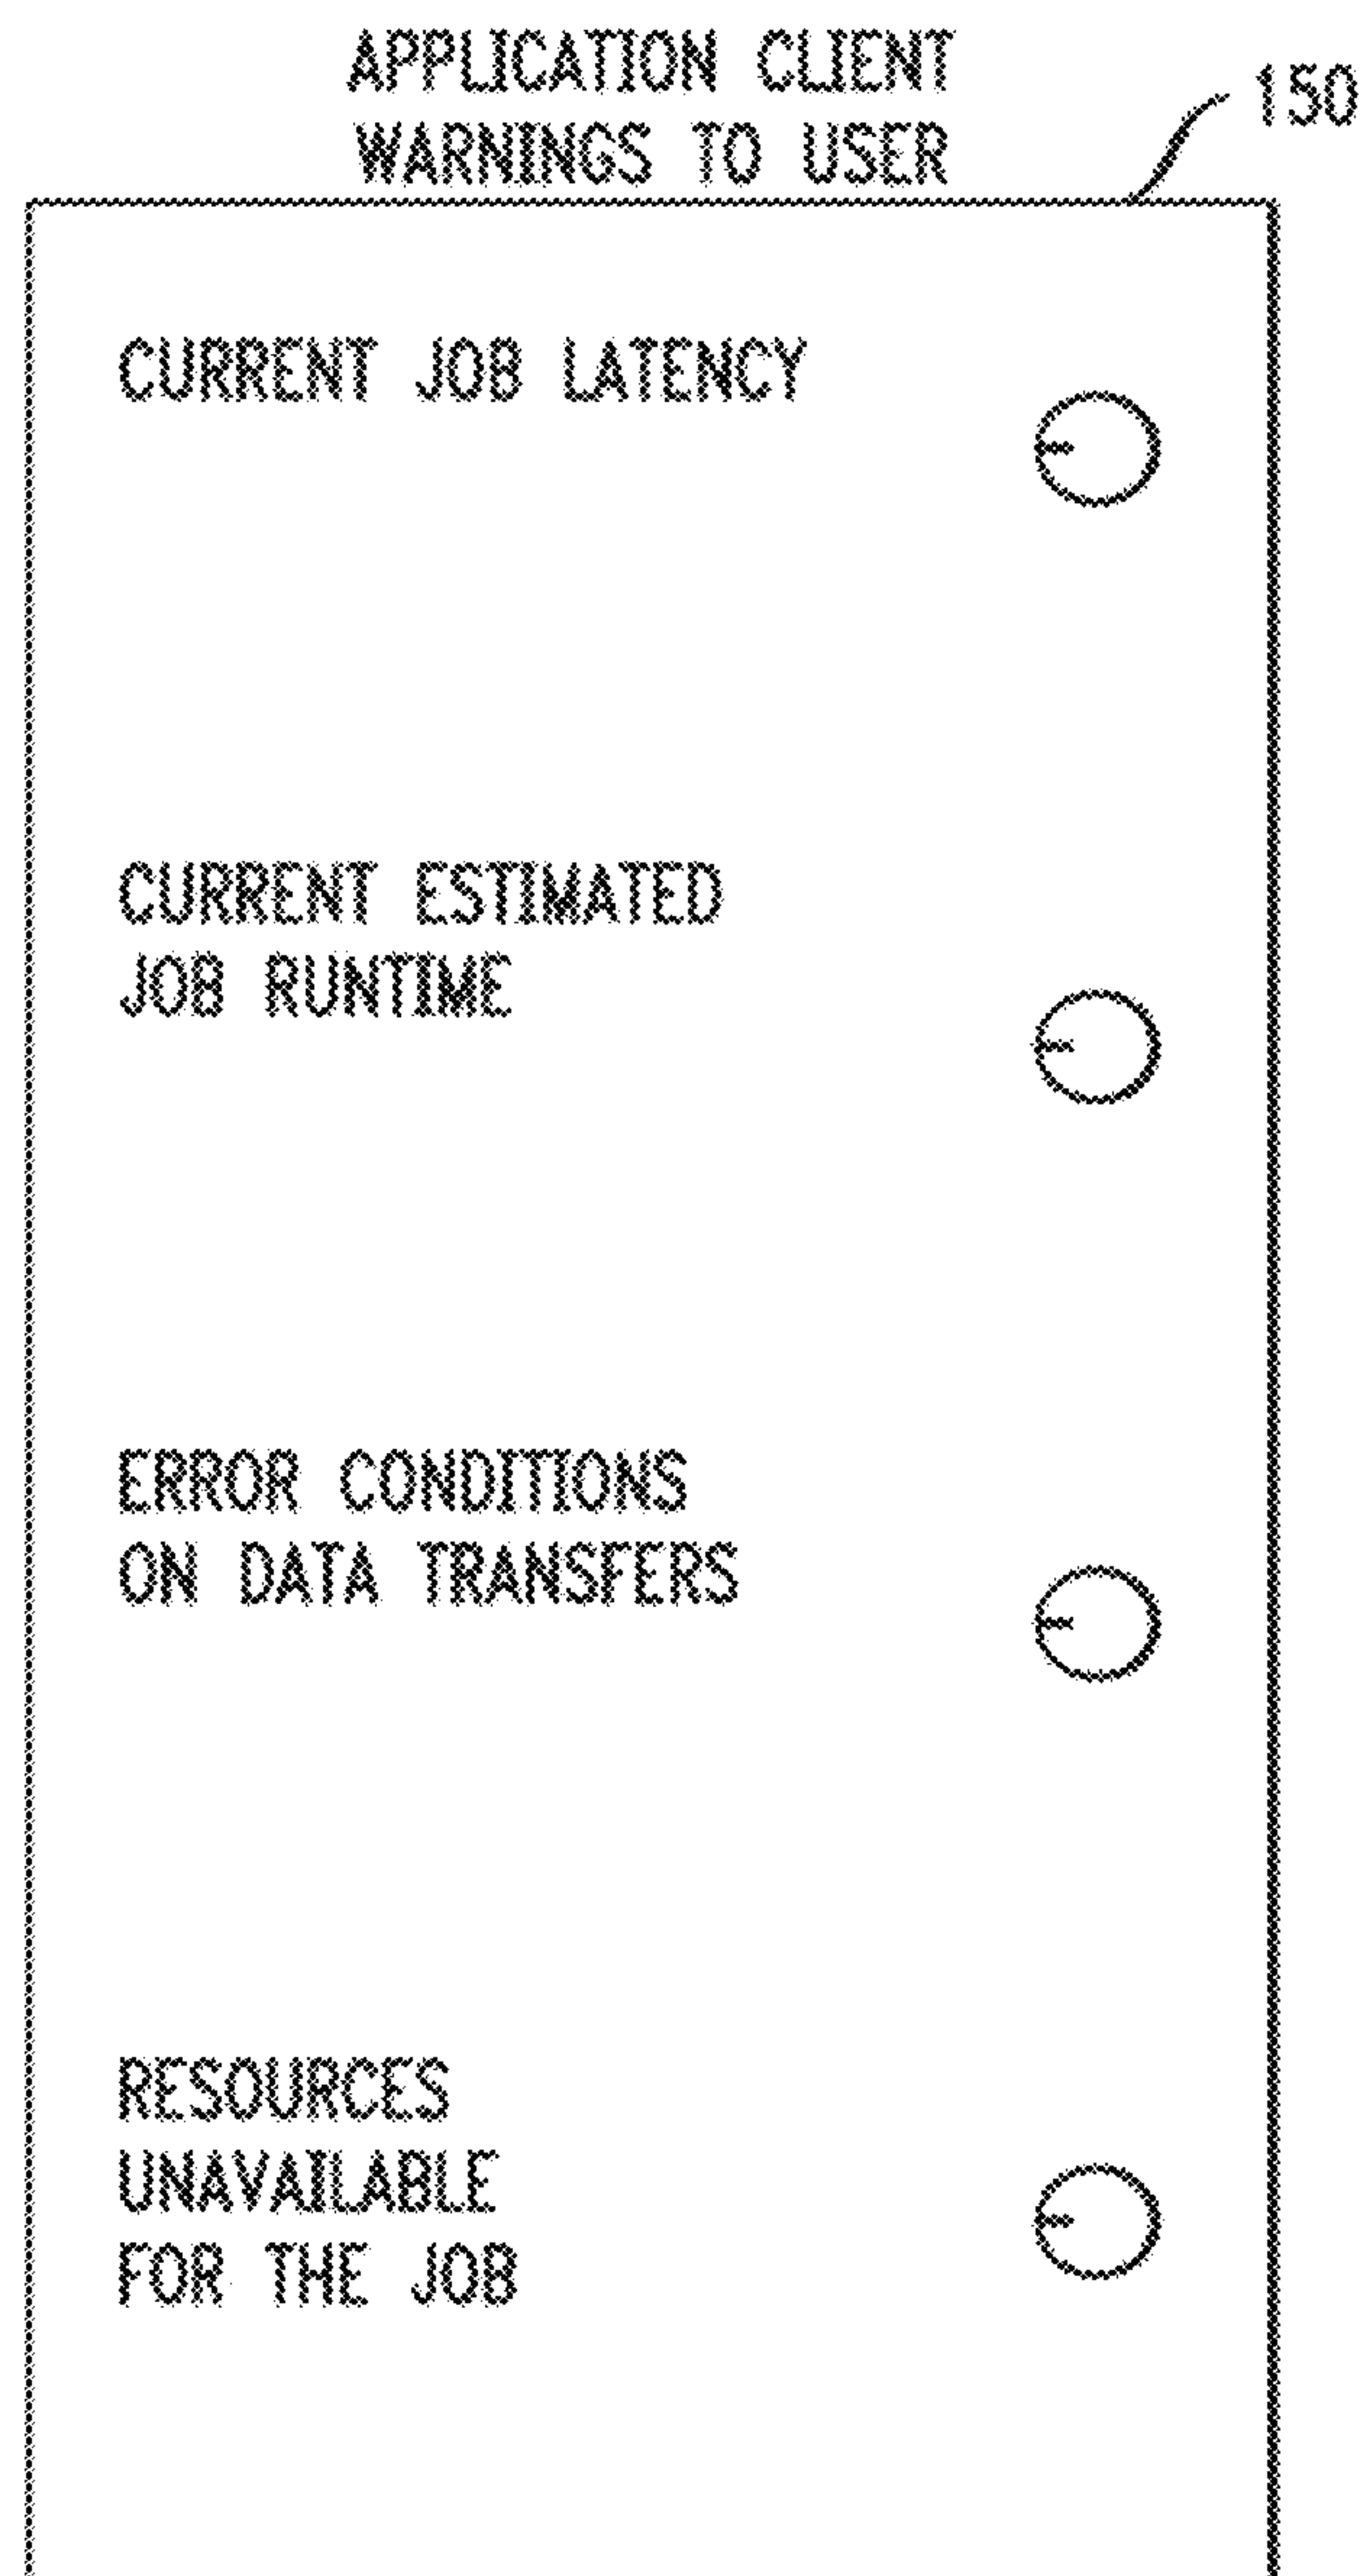 APPLICATION CLIENT
WARNINGS TO USER
150
CURRENT JOB LATENCY
CURRENT ESTIMATED
JOB RUNTIME
ERROR CONDITIONS
ON DATA TRANSFERS
RESOURCES
UNAVAILABLE
FOR THE JOB